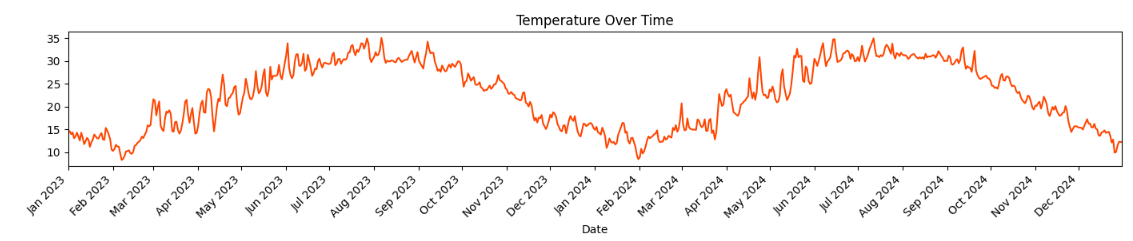 Temperature Over Time
35
30
25
20
15
10
Jan 2023
Feb 2023
Mar 2023
Apr 2023
May 2023
Jun 2023
Jul 2023
Aug 2023
Sep 2023
Oct 2023
Nov 2023
Dec 2023
Jan 2024
Feb 2024
Mar 2024
Apr 2024
May 2024
Jun 2024
Jul 2024
Aug 2024
Sep 2024
Oct 2024
Nov 2024
Dec 2024
Date